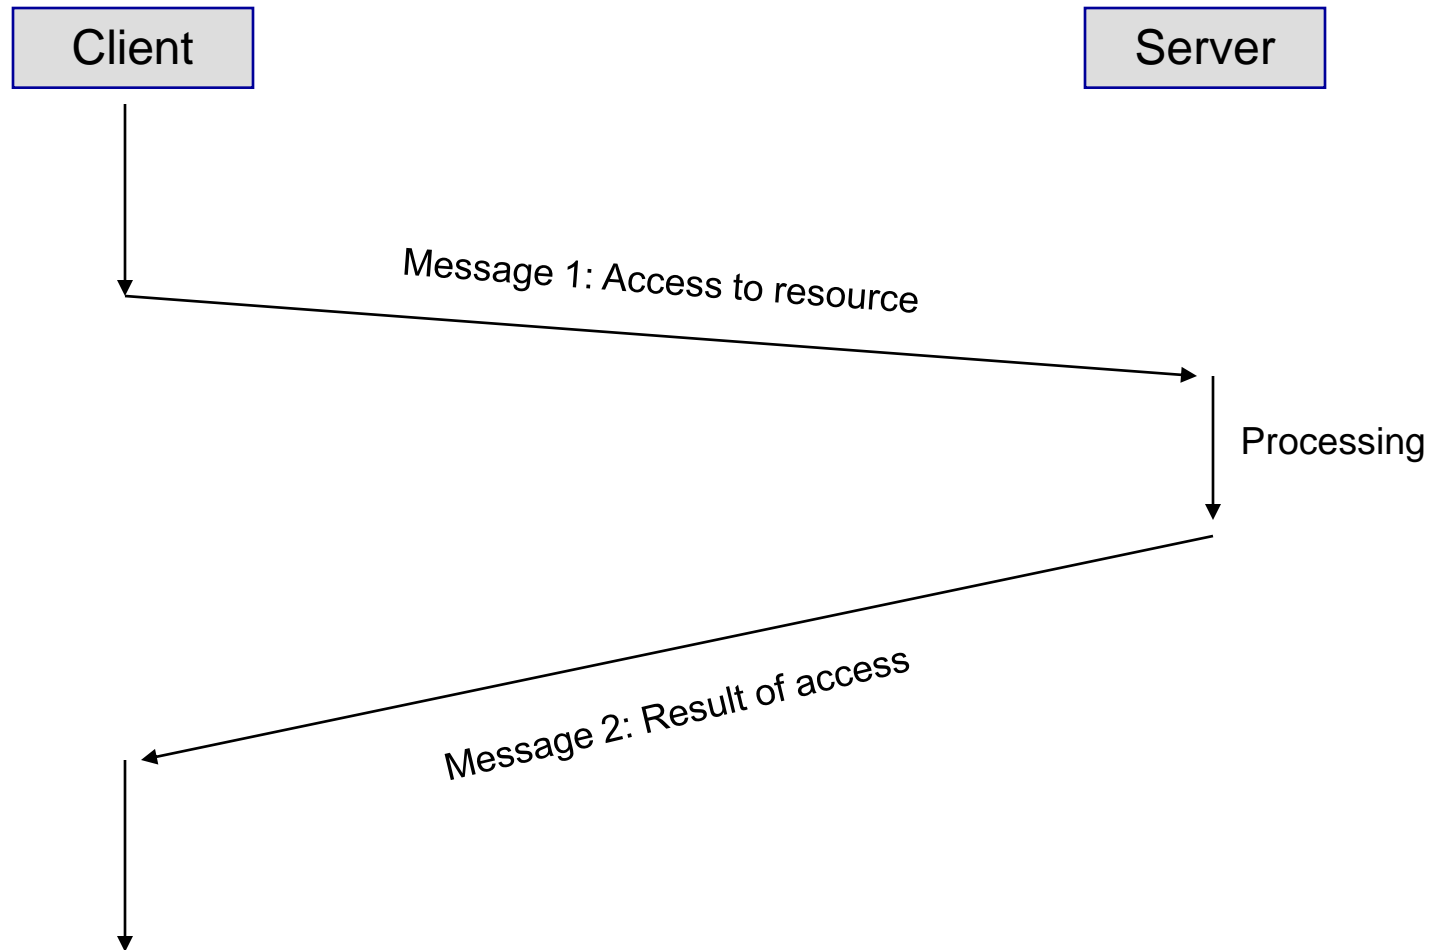 Client
Server
Message 1: Access to resource
Processing
Message 2: Result of access